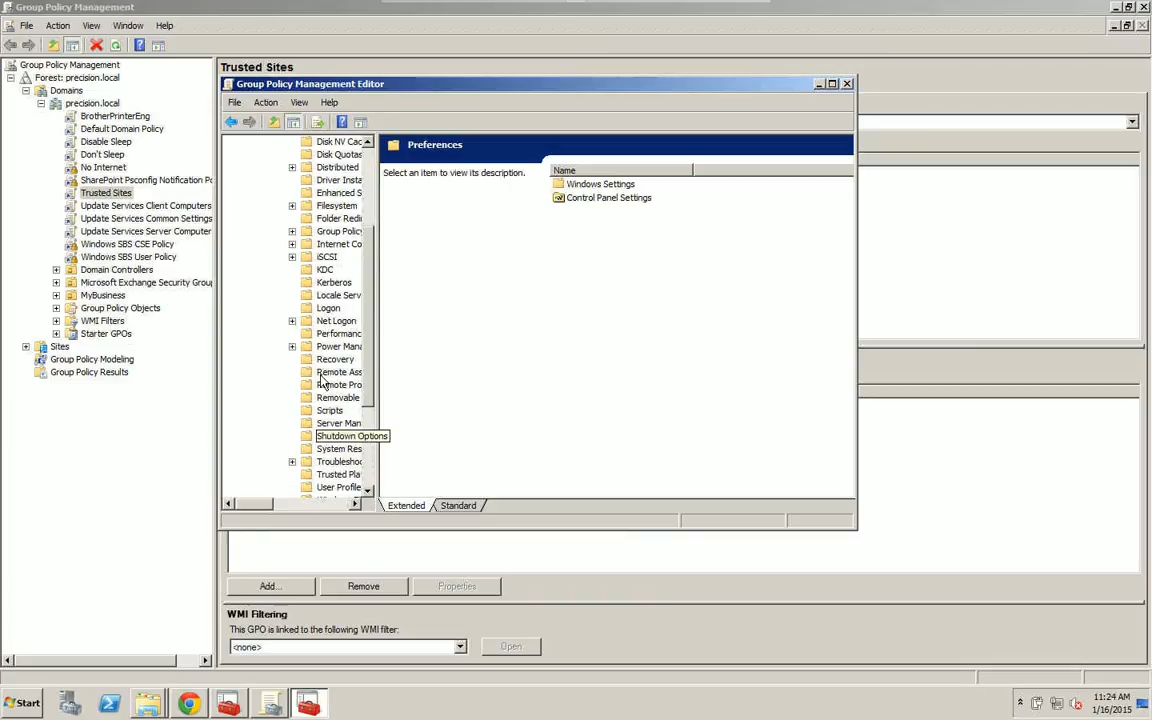 Group Policy Management
File Action View Window Help
Group Policy Management
Forest: precision.local
Domains
precision.local
BrotherPrinterEng
Default Domain Policy
Disable Sleep
Don't Sleep
No Internet
SharePoint Psconfig Notification Po
Trusted Sites
Update Services Client Computers
Update Services Common Settings
Update Services Server Computer
Windows SBS CSE Policy
Windows SBS User Policy
Domain Controllers
Microsoft Exchange Security Grou
MyBusiness
Group Policy Objects
WMI Filters
Starter GPOs
Sites
Group Policy Modeling
Group Policy Results
Trusted Sites
Group Policy Management Editor
File Action View Help
Disk NV Cac
Disk Quotas
Distributed
Driver Insta
Enhanced S
Filesystem
Folder Redi
Group Policy
Internet Co
iSCSI
KDC
Kerberos
Locale Serv
Logon
Net Logon
Performanc
Power Mana
Recovery
Remote Ass
Remote Pro
Removable
Scripts
Server Man
Shutdown Options
System Res
Troubleshoo
Trusted Pla
User Profile
Preferences
Select an item to view its description.
Name
Windows Settings
Control Panel Settings
Extended Standard
Add... Remove Properties
WMI Filtering
This GPO is linked to the following WMI filter:
<none> Open
Start
11:24 AM
1/16/2015